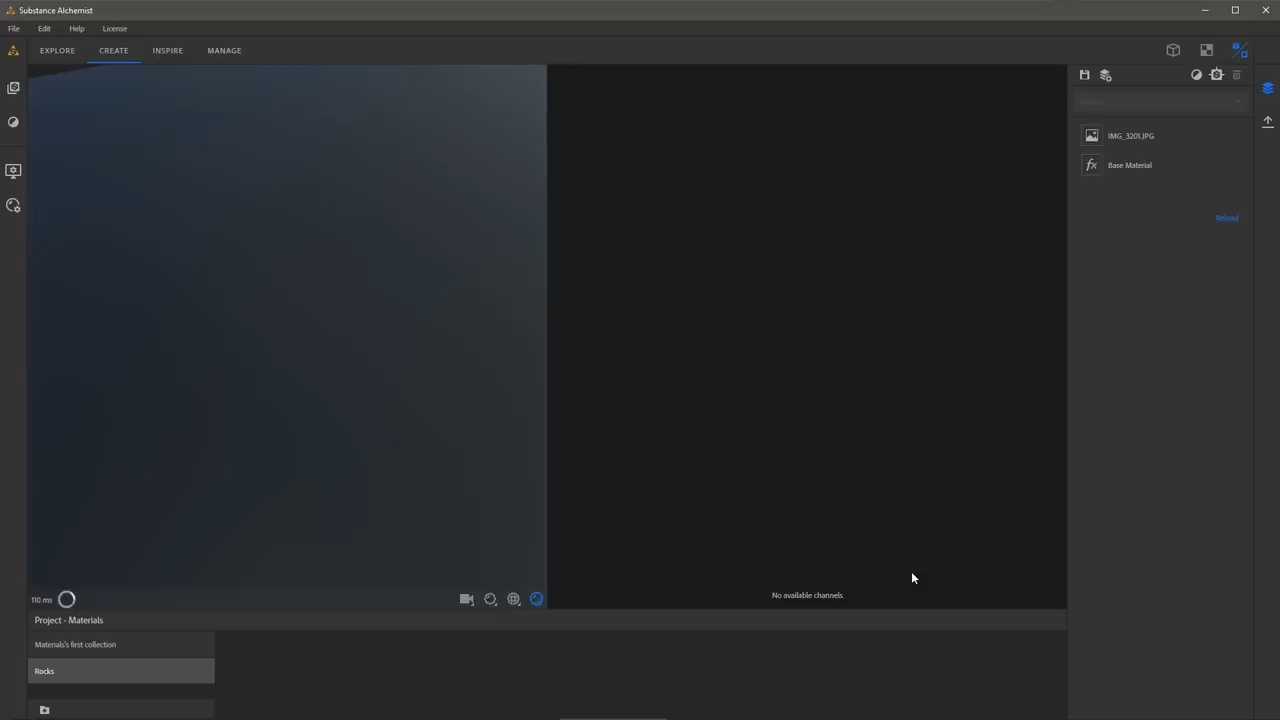 Substance Alchemist
File Edit Help License
EXPLORE CREATE INSPIRE MANAGE
IMG_3201.JPG
fx Base Material
Reload
110 ms
No available channels
Project - Materials
Materials's first collection
Rocks